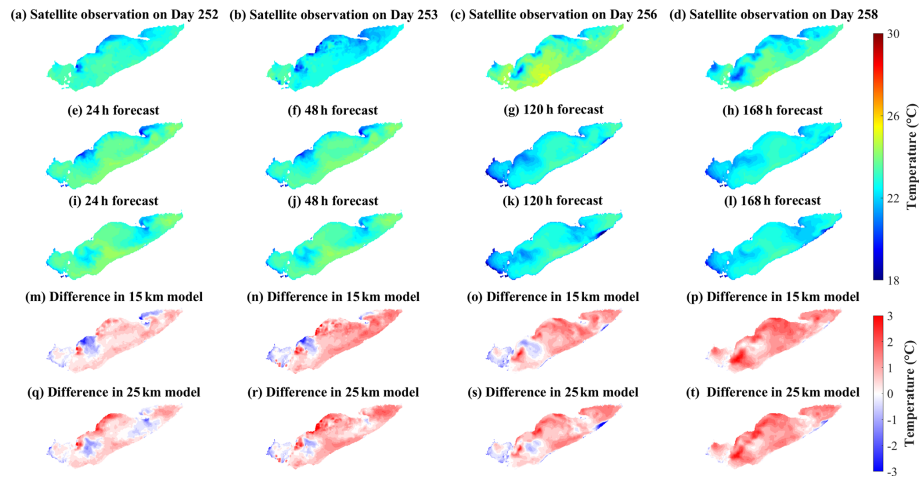 (a) Satellite observation on Day 252 (b) Satellite observation on Day 253 (c) Satellite observation on Day 256 (d) Satellite observation on Day 258
(e) 24 h forecast (f) 48 h forecast (g) 120 h forecast (h) 168 h forecast
(i) 24 h forecast (j) 48 h forecast (k) 120 h forecast (l) 168 h forecast
30
26
22
18
Temperature (°C)
(m) Difference in 15 km model (n) Difference in 15 km model (o) Difference in 15 km model (p) Difference in 15 km model
(q) Difference in 25 km model (r) Difference in 25 km model (s) Difference in 25 km model (t) Difference in 25 km model
3
2
1
0
-1
-2
-3
Temperature (°C)